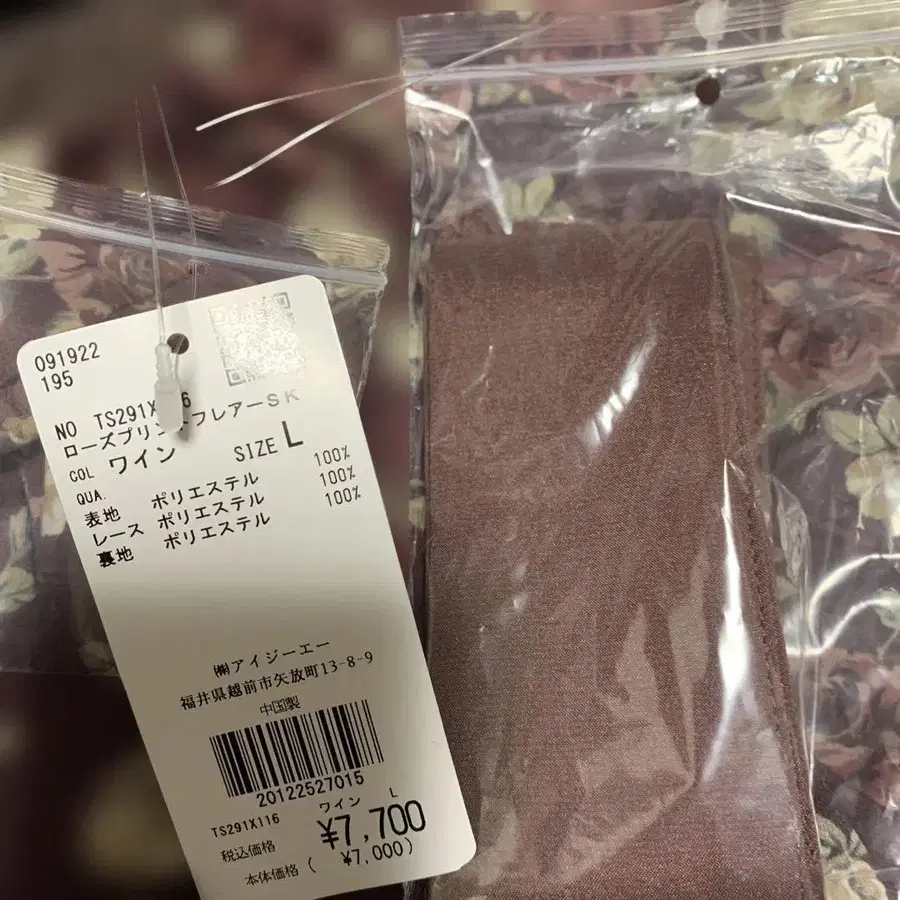 091922
195
NO TS291X116
ローズプリントフレアーSK
COL ワイン SIZE L
QUA.
表地 ポリエステル 100%
レース ポリエステル 100%
裏地 ポリエステル 100%
㈱アイジーエー
福井県越前市矢放町13-8-9
中国製
20122527015
ワイン L
TS291X116 ¥7,700
税込価格
本体価格( ¥7,000)